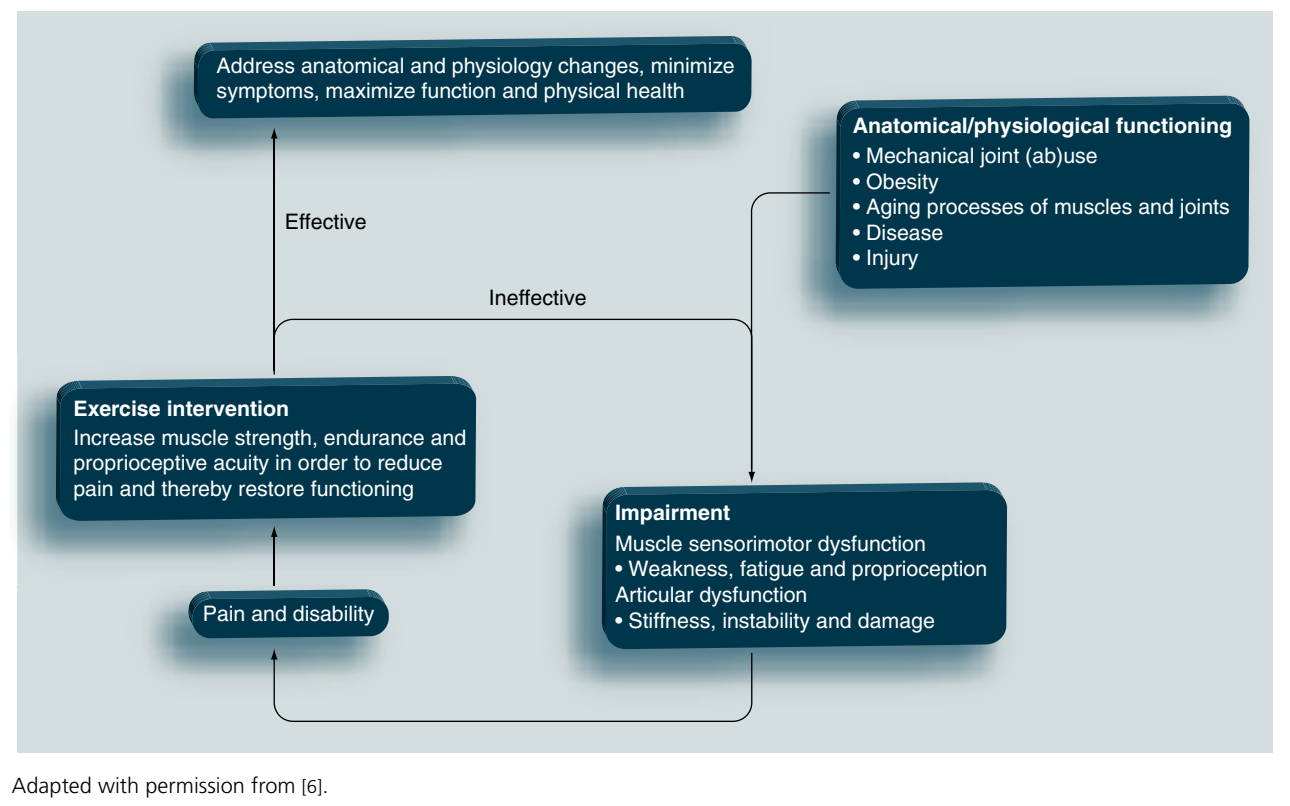 Address anatomical and physiology changes, minimize
symptoms, maximize function and physical health
Anatomical/physiological functioning
• Mechanical joint (ab)use
• Obesity
• Aging processes of muscles and joints
• Disease
• Injury
Effective
Ineffective
Exercise intervention
Increase muscle strength, endurance and
proprioceptive acuity in order to reduce
pain and thereby restore functioning
Impairment
Muscle sensorimotor dysfunction
• Weakness, fatigue and proprioception
Articular dysfunction
• Stiffness, instability and damage
Pain and disability
Adapted with permission from [6].